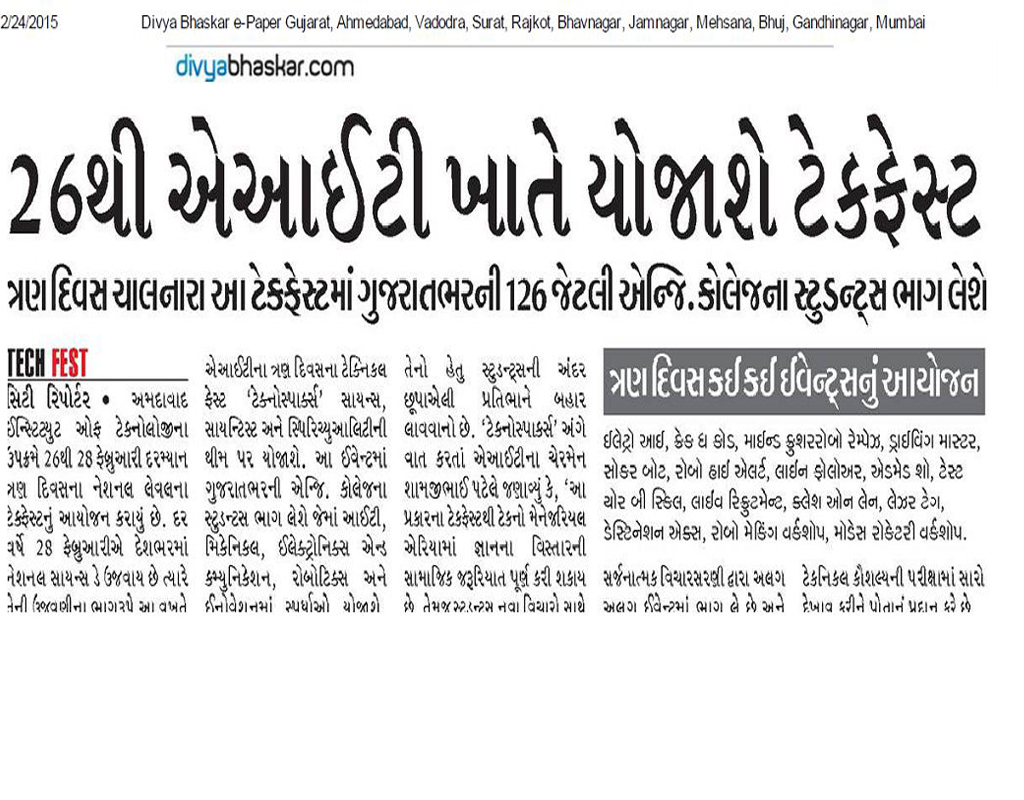 2/24/2015
Divya Bhaskar e-Paper Gujarat, Ahmedabad, Vadodra, Surat, Rajkot, Bhavnagar, Jamnagar, Mehsana, Bhuj, Gandhinagar, Mumbai
divyabhaskar.com
26થી એઆઈટી ખાતે યોજાશે ટેકફેસ્ટ
ત્રણ દિવસ ચાલનારા આ ટેકફેસ્ટમાં ગુજરાતભરની 126 જેટલી એન્જિ. કોલેજના સ્ટુડન્ટ્સ ભાગ લેશે
TECH FEST
સિટી રિપોર્ટર • અમદાવાદ
ઈન્સ્ટિટ્યુટ ઓફ ટેકનોલોજીના
ઉપક્રમે 26થી 28 ફેબ્રુઆરી દરમ્યાન
ત્રણ દિવસના નેશનલ લેવલના
ટેકફેસ્ટનું આયોજન કરાયું છે. દર
વર્ષે 28 ફેબ્રુઆરીએ દેશભરમાં
નેશનલ સાયન્સ ડે ઉજવાય છે ત્યારે
તેની ઉજવણીના ભાગરૂપે આ વખતે
એઆઈટીના ત્રણ દિવસના ટેક્નિકલ
ફેસ્ટ ‘ટેક્નોસ્પાર્ક્સ’ સાયન્સ,
સાયન્ટિસ્ટ અને સ્પિરિચ્યુઆલિટીની
થીમ પર યોજાશે. આ ઈવેન્ટમાં
ગુજરાતભરની એન્જિ. કોલેજના
સ્ટુડન્ટસ ભાગ લેશે જેમાં આઈટી,
મિકેનિકલ, ઈલેક્ટ્રોનિક્સ એન્ડ
કમ્યુનિકેશન, રોબોટિક્સ અને
ઈનોવેશનમાં સ્પર્ધાઓ યોજાશે
તેનો હેતુ સ્ટુડન્ટ્સની અંદર
છૂપાએલી પ્રતિભાને બહાર
લાવવાનો છે. ‘ટેકનોસ્પાર્ક્સ’ અંગે
વાત કરતાં એઆઈટીના ચેરમેન
શામજીભાઈ પટેલે જણાવ્યું કે, ‘આ
પ્રકારના ટેકફેસ્ટથી ટેકનો મેનેજરિયલ
એરિયામાં જ્ઞાનના વિસ્તારની
સામાજિક જરૂરિયાત પૂર્ણ કરી શકાય
છે તેમજ સ્ટુડન્ટસ નવા વિચારો સાથે
ત્રણ દિવસ કઈ કઈ ઈવેન્ટ્સનું આયોજન
ઈલેટ્રો આઈ, ક્રેક ધ કોડ, માઈન્ડ ક્રુશરરોબો રેમ્પેઝ, ડ્રાઈવિંગ માસ્ટર,
સોકર બોટ, રોબો હાઈ એલર્ટ, લાઈન ફોલોઅર, એડમેડ શો, ટેસ્ટ
યોર બી સ્કિલ, લાઈવ રિક્રુટમેન્ટ, ક્લેશ ઓન લેન, લેઝર ટેગ,
ડેસ્ટિનેશન એક્સ, રોબો મેકિંગ વર્કશોપ, મોડેસ રોકેટરી વર્કશોપ.
સર્જનાત્મક વિચારસરણી દ્વારા અલગ
અલગ ઈવેન્ટમાં ભાગ લે છે અને
ટેકનિકલ કૌશલ્યની પરીક્ષામાં સારો
દેખાવ કરીને પોતાનું પ્રદાન કરે છે